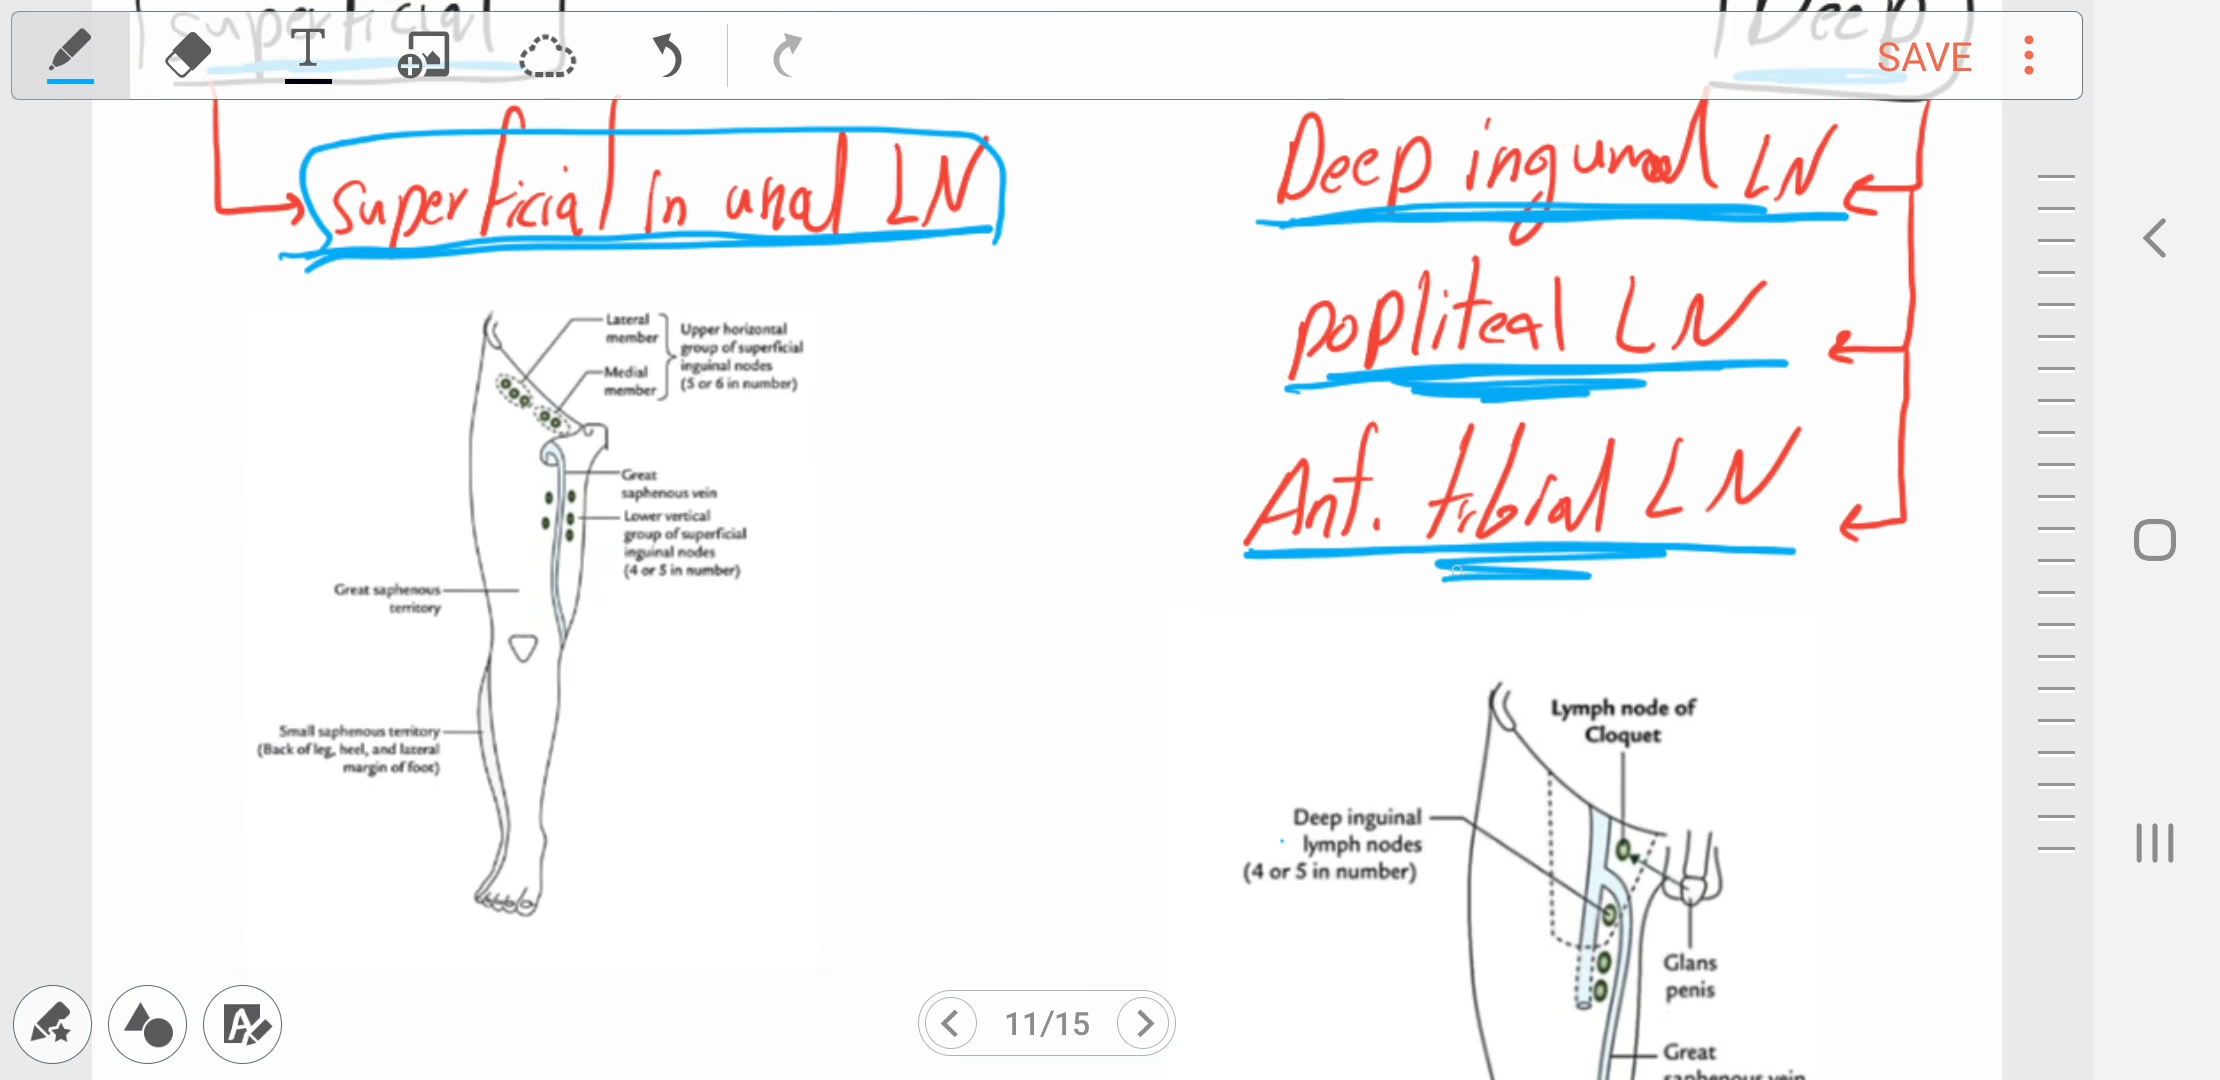 superficial
Deep
T
SAVE
superficial in unal LN
Deep ingunal LN
popliteal LN
Ant. tibial LN
Lateral
member
Medial
member
Upper horizontal
group of superficial
inguinal nodes
(5 or 6 in number)
Great
saphenous vein
Lower vertical
group of superficial
inguinal nodes
(4 or 5 in number)
Great saphenous
territory
Small saphenous territory
(Back of leg, heel, and lateral
margin of foot)
Lymph node of
Cloquet
Deep inguinal
lymph nodes
(4 or 5 in number)
Glans
penis
Great
saphenous vein
A
11/15